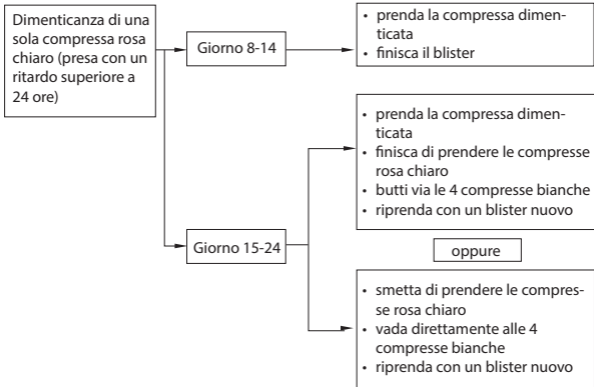 Dimenticanza di una
sola compressa rosa
chiaro (presa con un
ritardo superiore a
24 ore)
Giorno 8-14
• prenda la compressa dimen-
ticata
• finisca il blister
Giorno 15-24
• prenda la compressa dimen-
ticata
• finisca di prendere le compresse
rosa chiaro
• butti via le 4 compresse bianche
• riprenda con un blister nuovo
oppure
• smetta di prendere le compres-
se rosa chiaro
• vada direttamente alle 4
compresse bianche
• riprenda con un blister nuovo